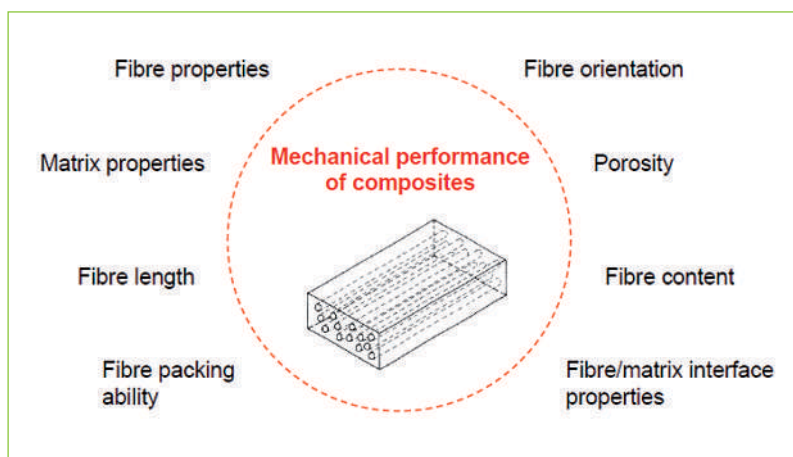 Fibre properties
Fibre orientation
Matrix properties
Mechanical performance
of composites
Porosity
Fibre length
Fibre content
Fibre packing
ability
Fibre/matrix interface
properties